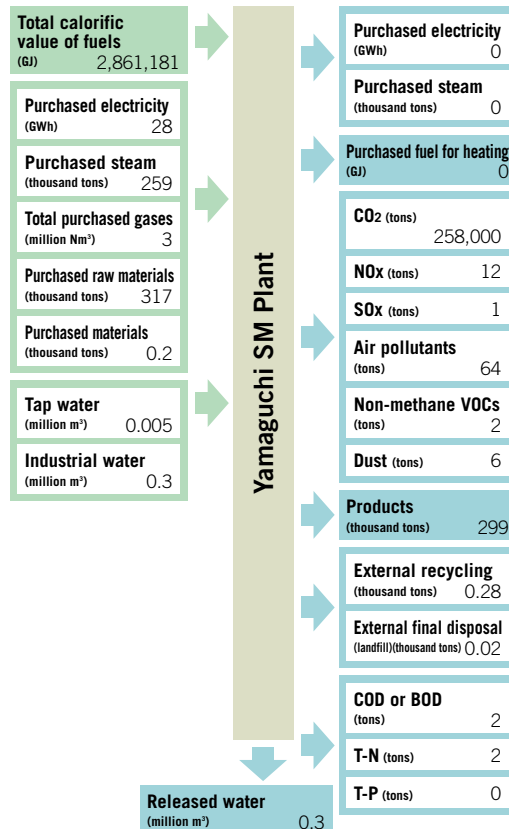 Total calorific
value of fuels
(GJ) 2,861,181
Purchased electricity
(GWh) 28
Purchased steam
(thousand tons) 259
Total purchased gases
(million Nm³) 3
Purchased raw materials
(thousand tons) 317
Purchased materials
(thousand tons) 0.2
Tap water
(million m³) 0.005
Industrial water
(million m³) 0.3
Yamaguchi SM Plant
Purchased electricity
(GWh) 0
Purchased steam
(thousand tons) 0
Purchased fuel for heating
(GJ) 0
CO₂ (tons)
258,000
NOx (tons) 12
SOx (tons) 1
Air pollutants
(tons) 64
Non-methane VOCs
(tons) 2
Dust (tons) 6
Products
(thousand tons) 299
External recycling
(thousand tons) 0.28
External final disposal
(landfill)(thousand tons) 0.02
COD or BOD
(tons) 2
T-N (tons) 2
T-P (tons) 0
Released water
(million m³) 0.3